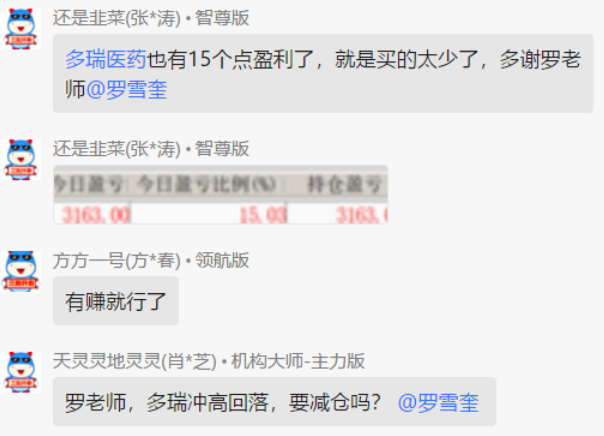 还是韭菜(张*涛) • 智尊版
多瑞医药也有15个点盈利了，就是买的太少了，多谢罗老
师@罗雪奎
还是韭菜(张*涛) • 智尊版
今日盈亏 今日盈亏比例(%) 持仓盈亏
3163.00 15.03 3163.
方方一号(方*春) • 领航版
有赚就行了
天灵灵地灵灵(肖*芝) • 机构大师-主力版
罗老师，多瑞冲高回落，要减仓吗？ @罗雪奎